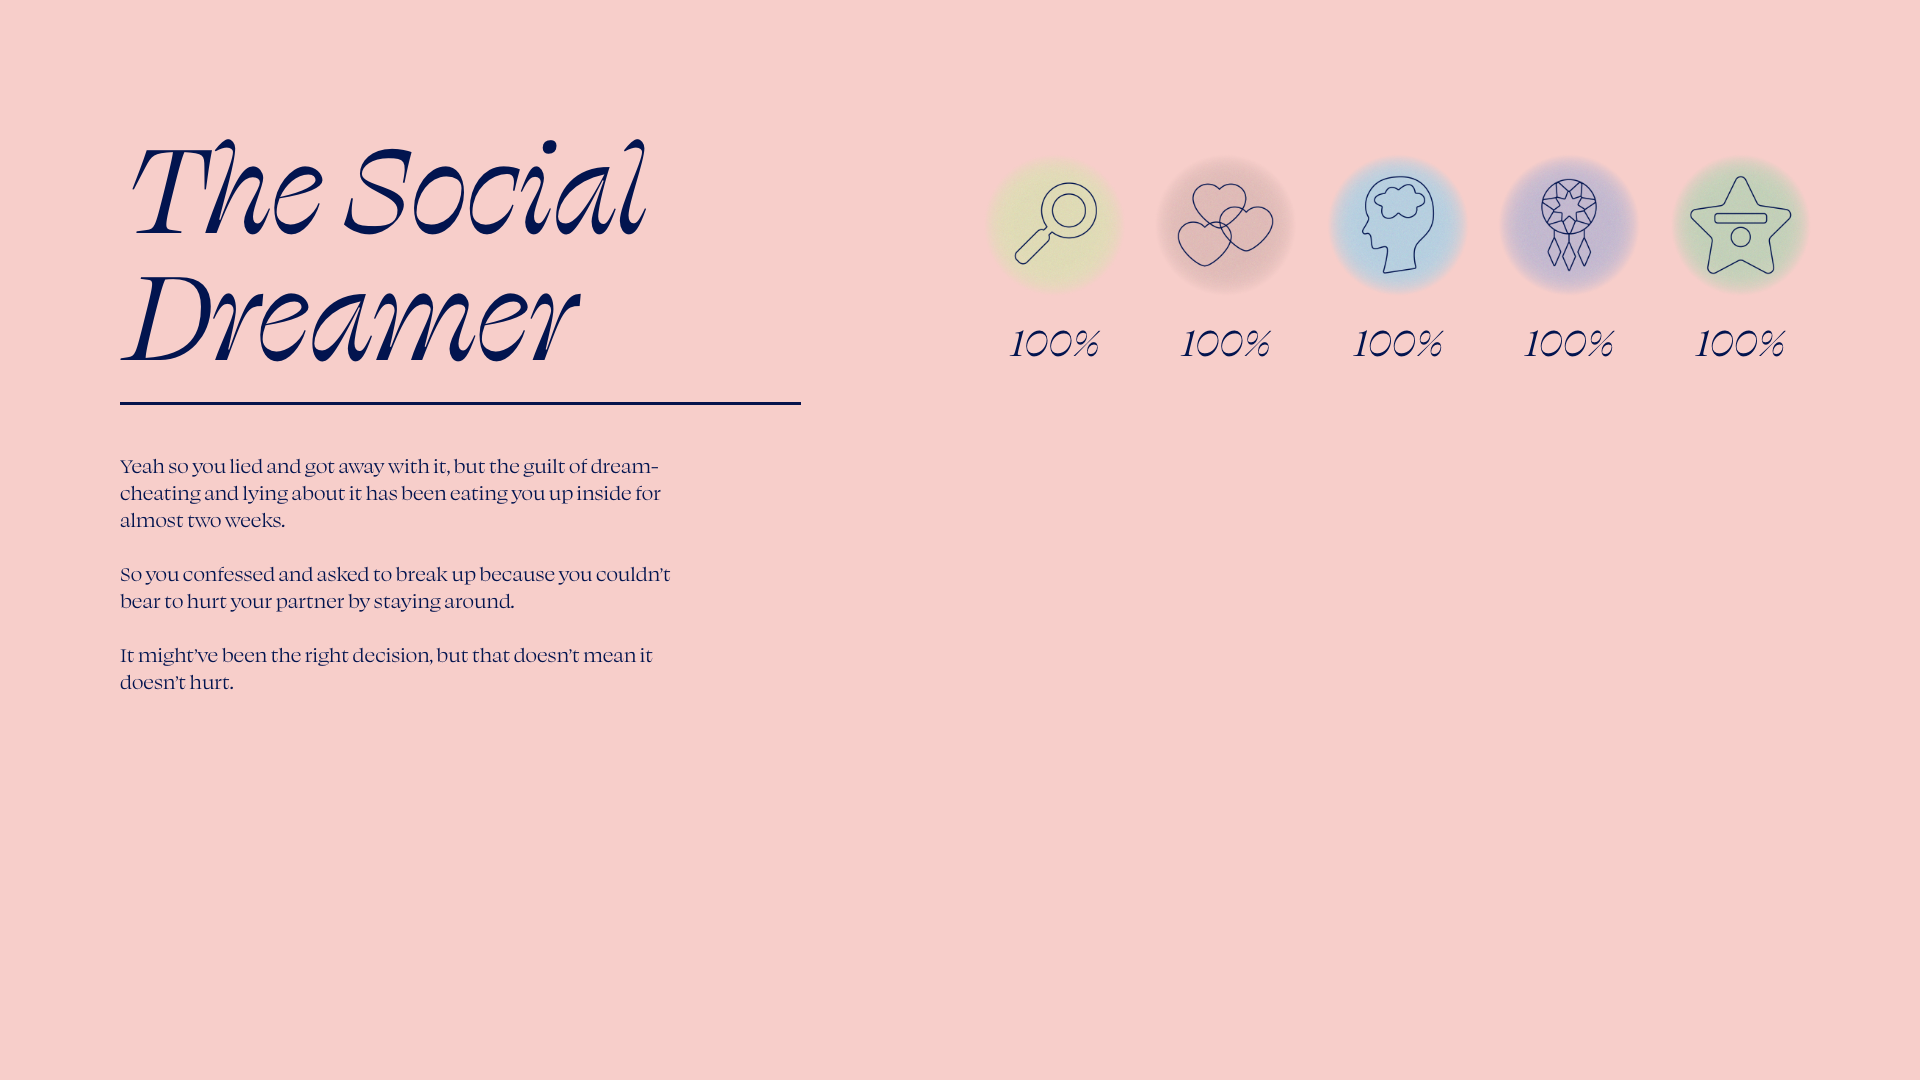 The Social
Dreamer
Yeah so you lied and got away with it, but the guilt of dream-
cheating and lying about it has been eating you up inside for
almost two weeks.
So you confessed and asked to break up because you couldn’t
bear to hurt your partner by staying around.
It might’ve been the right decision, but that doesn’t mean it
doesn’t hurt.
100% 100% 100% 100% 100%